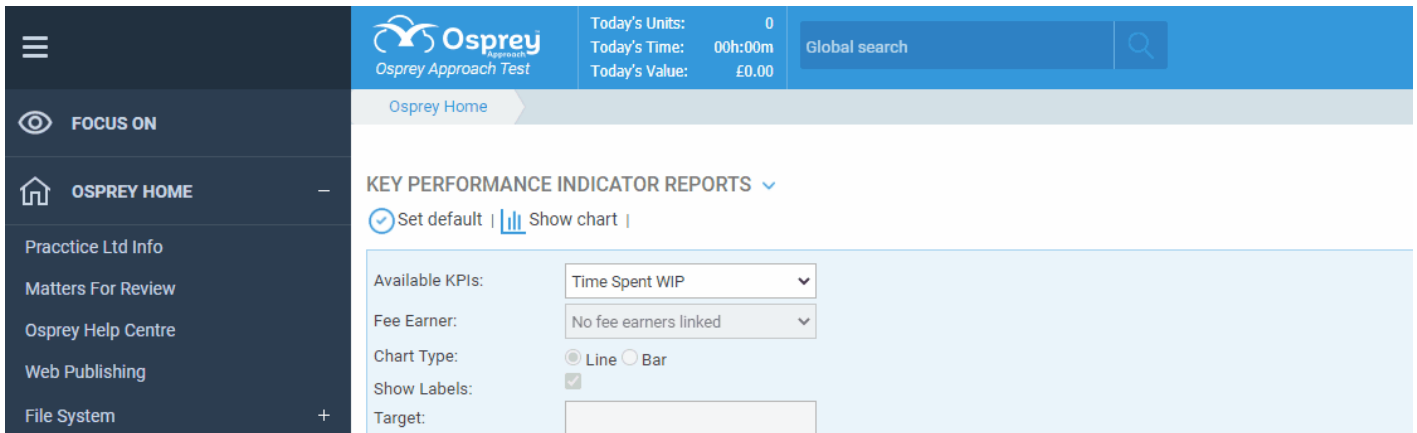 Osprey
Approach
Osprey Approach Test
Today's Units: 0
Today's Time: 00h:00m
Today's Value: £0.00
Global search
FOCUS ON
OSPREY HOME
Pracctice Ltd Info
Matters For Review
Osprey Help Centre
Web Publishing
File System
Osprey Home
KEY PERFORMANCE INDICATOR REPORTS
Set default | Show chart |
Available KPIs: Time Spent WIP
Fee Earner: No fee earners linked
Chart Type: Line Bar
Show Labels:
Target: